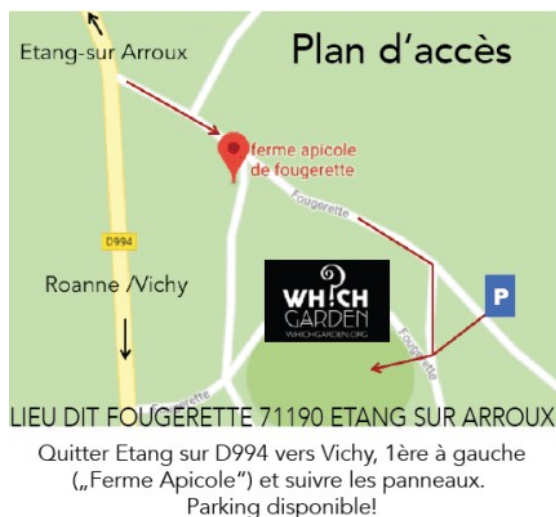 Plan d'accès
Etang-sur Arroux
ferme apicole
de fougerette
Fougerette
D994
Roanne /Vichy
WH?CH
GARDEN
WHICHGARDEN.ORG
P
Fougerette
LIEU DIT FOUGERETTE 71190 ETANG SUR ARROUX
Quitter Etang sur D994 vers Vichy, 1ère à gauche
(„Ferme Apicole“) et suivre les panneaux.
Parking disponible!